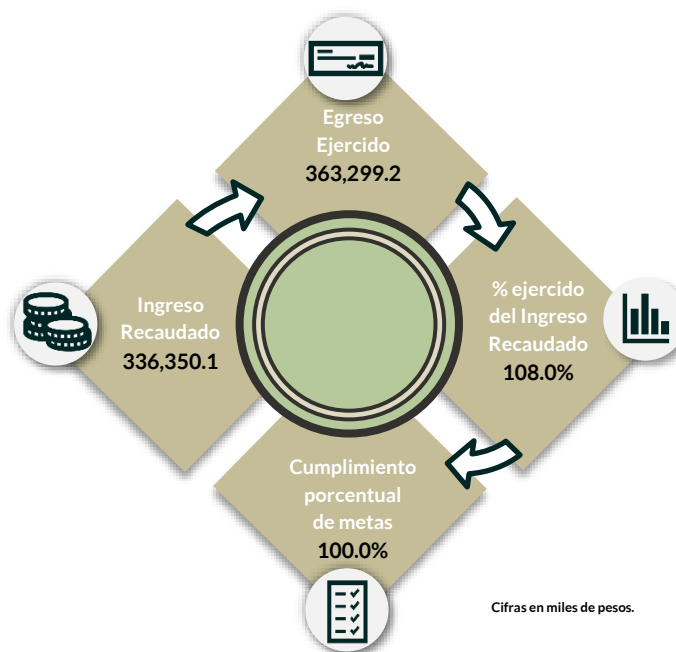 Egreso
Ejercido
363,299.2
Ingreso
Recaudado
336,350.1
% ejercido
del Ingreso
Recaudado
108.0%
Cumplimiento
porcentual
de metas
100.0%
Cifras en miles de pesos.